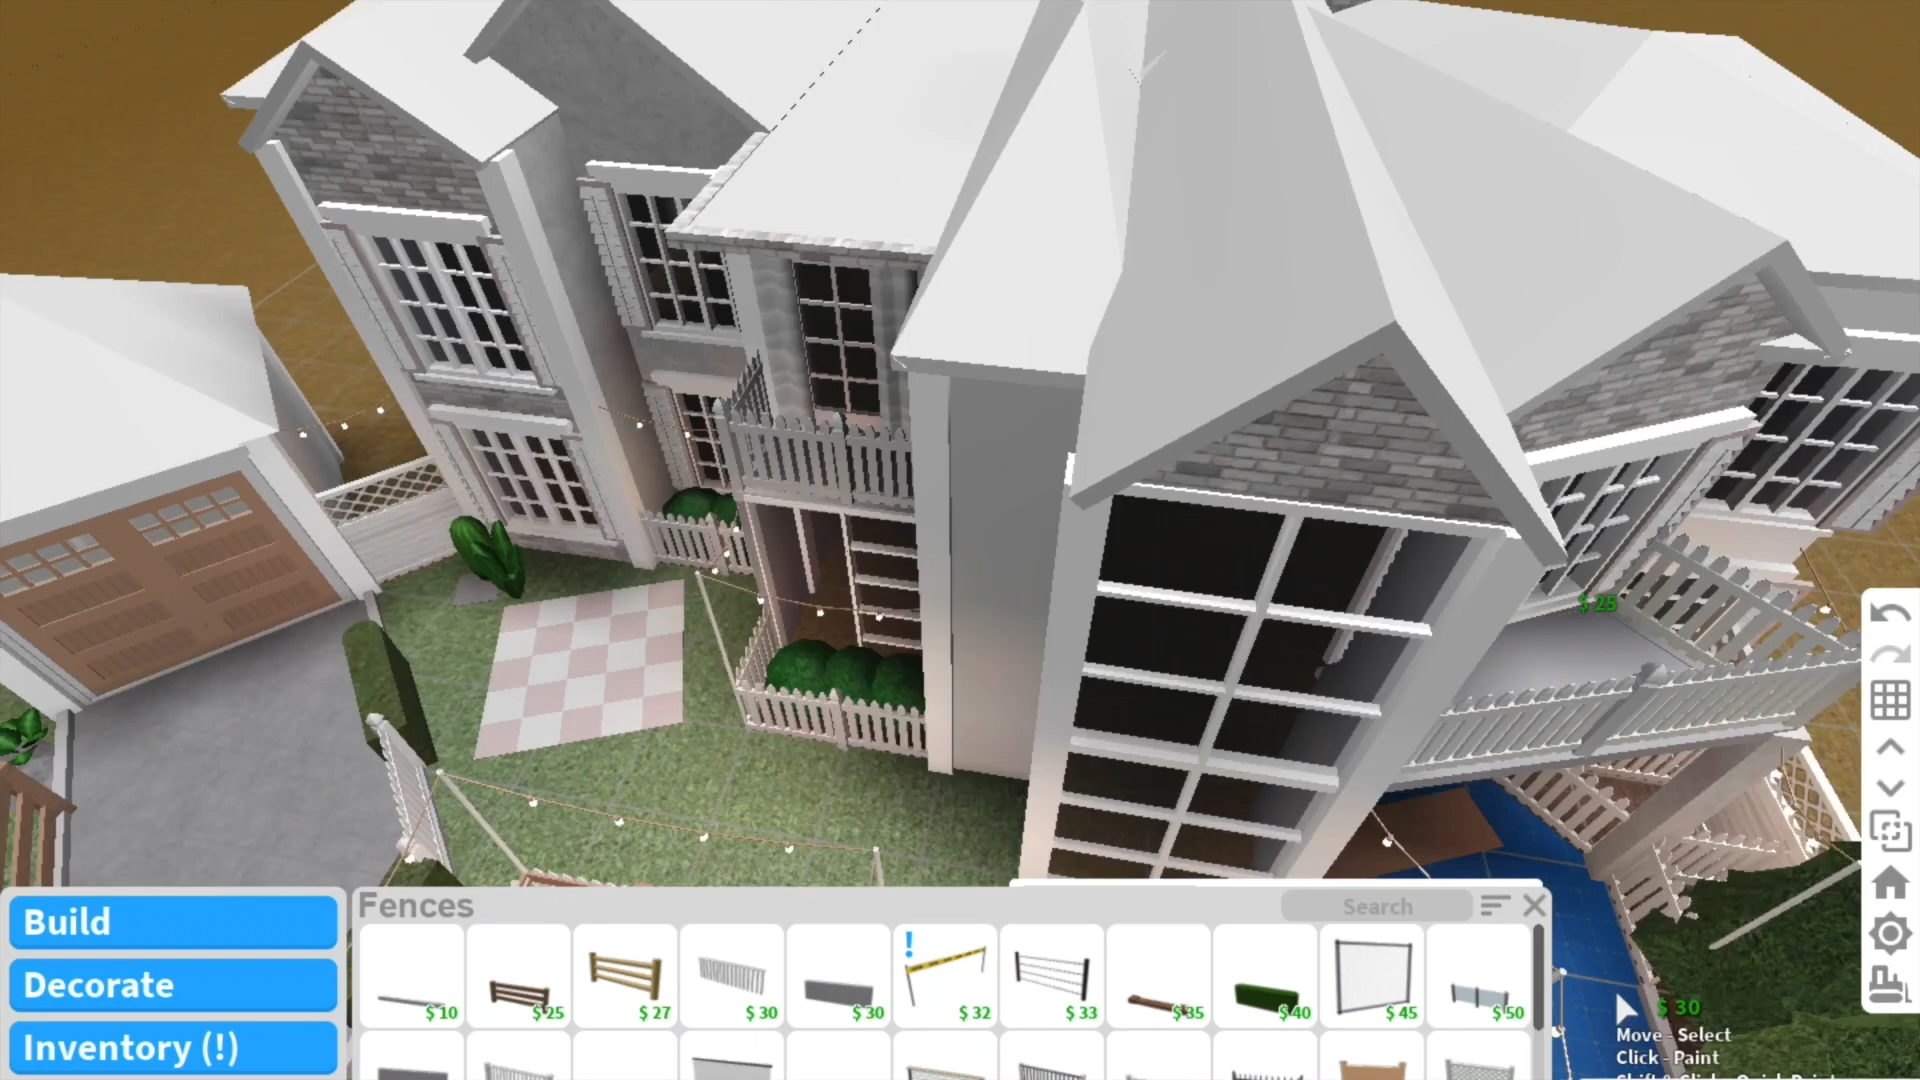 $ 25
Build
Decorate
Inventory (!)
Fences
Search
$ 10
$ 25
$ 27
$ 30
$ 30
! $ 32
$ 33
$ 35
$ 40
$ 45
$ 50
$ 30
Move - Select
Click - Paint